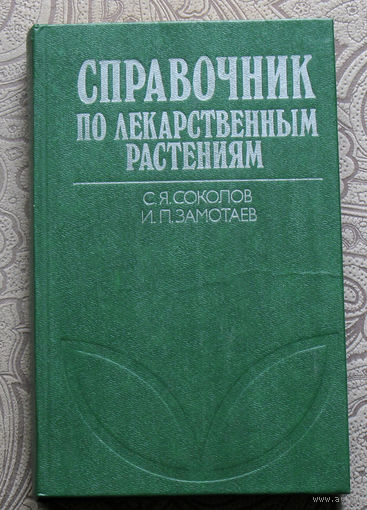 СПРАВОЧНИК
ПО ЛЕКАРСТВЕННЫМ
РАСТЕНИЯМ
С.Я.СОКОЛОВ
И.П.ЗАМОТАЕВ